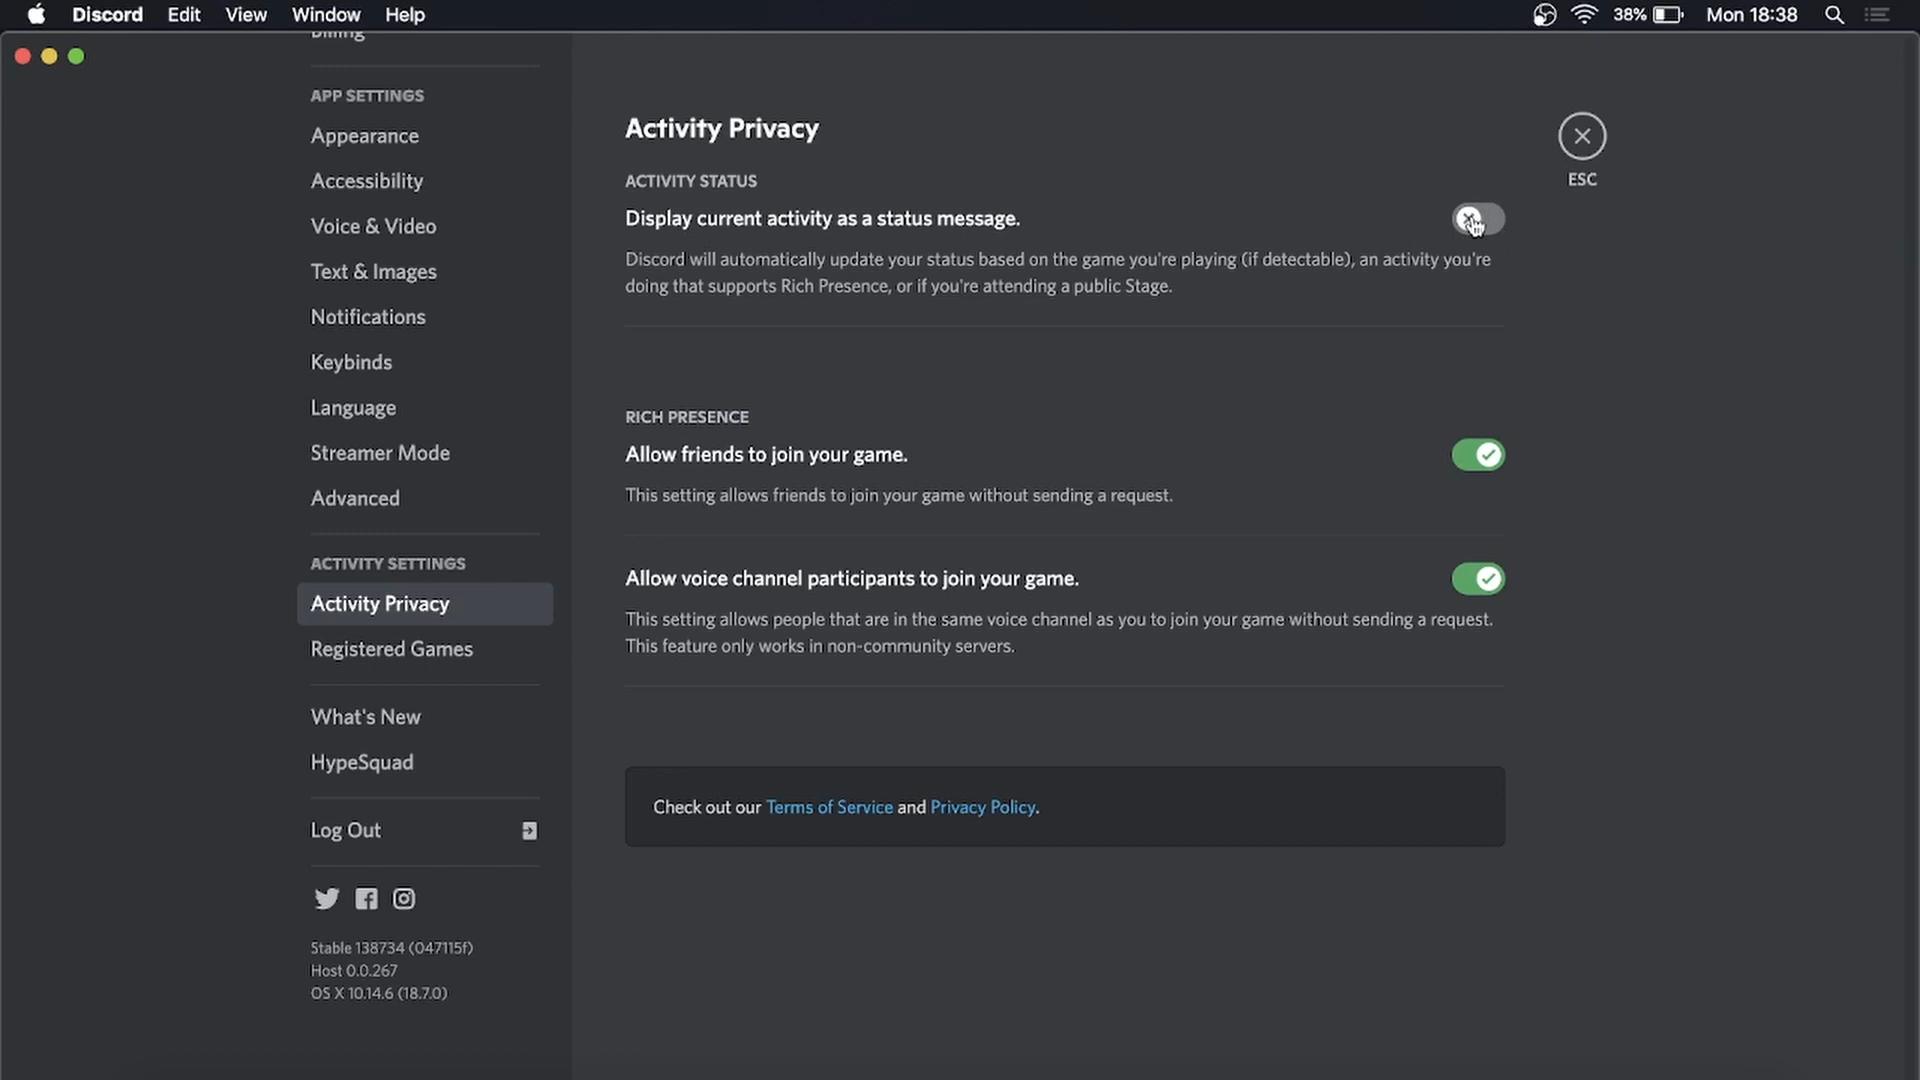 Discord Edit View Window Help 38% Mon 18:38
Billing
APP SETTINGS
Appearance
Accessibility
Voice & Video
Text & Images
Notifications
Keybinds
Language
Streamer Mode
Advanced
ACTIVITY SETTINGS
Activity Privacy
Registered Games
What's New
HypeSquad
Log Out
Stable 138734 (047115f)
Host 0.0.267
OS X 10.14.6 (18.7.0)
Activity Privacy
ACTIVITY STATUS
Display current activity as a status message.
Discord will automatically update your status based on the game you're playing (if detectable), an activity you're
doing that supports Rich Presence, or if you're attending a public Stage.
RICH PRESENCE
Allow friends to join your game.
This setting allows friends to join your game without sending a request.
Allow voice channel participants to join your game.
This setting allows people that are in the same voice channel as you to join your game without sending a request.
This feature only works in non-community servers.
Check out our Terms of Service and Privacy Policy.
ESC